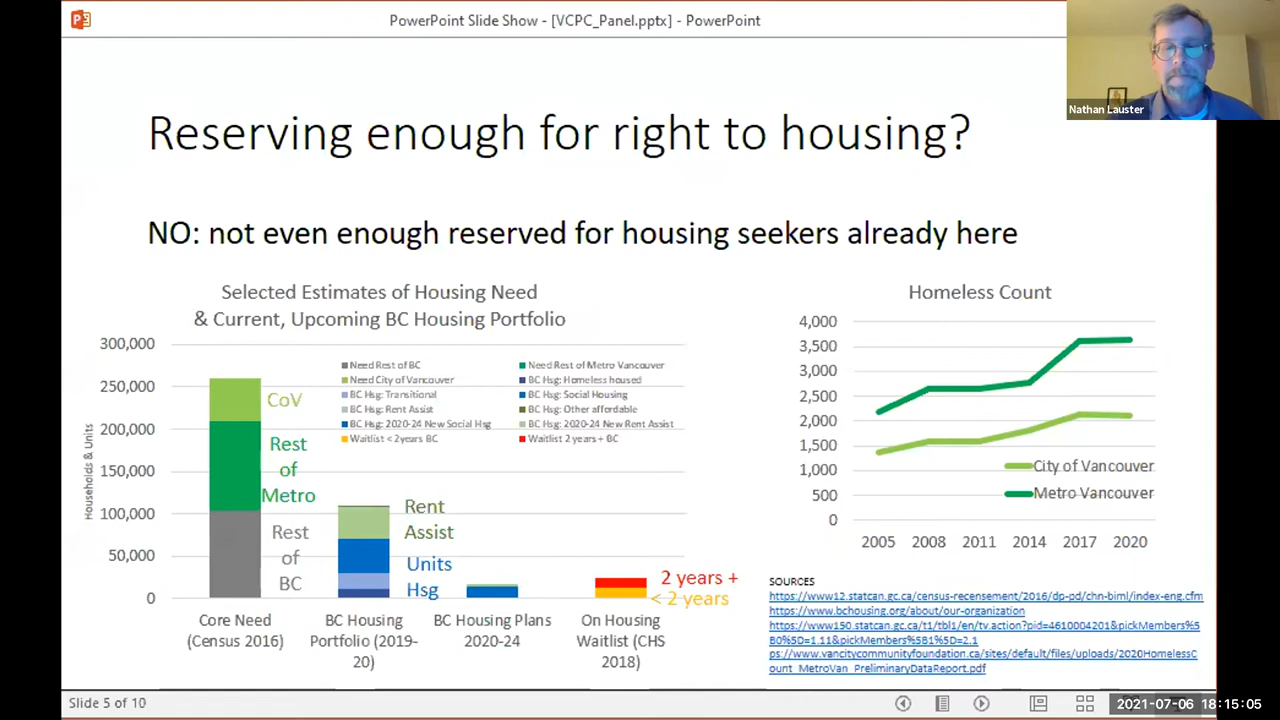 PowerPoint Slide Show - [VCPC_Panel.pptx] - PowerPoint
Nathan Lauster
Reserving enough for right to housing?
NO: not even enough reserved for housing seekers already here
Selected Estimates of Housing Need
& Current, Upcoming BC Housing Portfolio
300,000
250,000
200,000
150,000
100,000
50,000
0
Households & Units
Need Rest of BC
Need Rest of Metro Vancouver
Need City of Vancouver
BC Hsg: Homeless housed
BC Hsg: Transitional
BC Hsg: Social Housing
BC Hsg: Rent Assist
BC Hsg: Other affordable
BC Hsg: 2020-24 New Social Hsg
BC Hsg: 2020-24 New Rent Assist
Waitlist < 2years BC
Waitlist 2 years + BC
CoV
Rest
of
Metro
Rest
of
BC
Rent
Assist
Units
Hsg
2 years +
< 2 years
Core Need
(Census 2016)
BC Housing
Portfolio (2019-
20)
BC Housing Plans
2020-24
On Housing
Waitlist (CHS
2018)
Homeless Count
4,000
3,500
3,000
2,500
2,000
1,500
1,000
500
0
City of Vancouver
Metro Vancouver
2005 2008 2011 2014 2017 2020
SOURCES
https://www12.statcan.gc.ca/census-recensement/2016/dp-pd/chn-biml/index-eng.cfm
https://www.bchousing.org/about/our-organization
https://www150.statcan.gc.ca/t1/tbl1/en/tv.action?pid=4610004201&pickMembers%5
B0%5D=1.11&pickMembers%5B1%5D=2.1
ps://www.vancitycommunityfoundation.ca/sites/default/files/uploads/2020HomelessC
ount_MetroVan_PreliminaryDataReport.pdf
Slide 5 of 10
2021-07-06 18:15:05